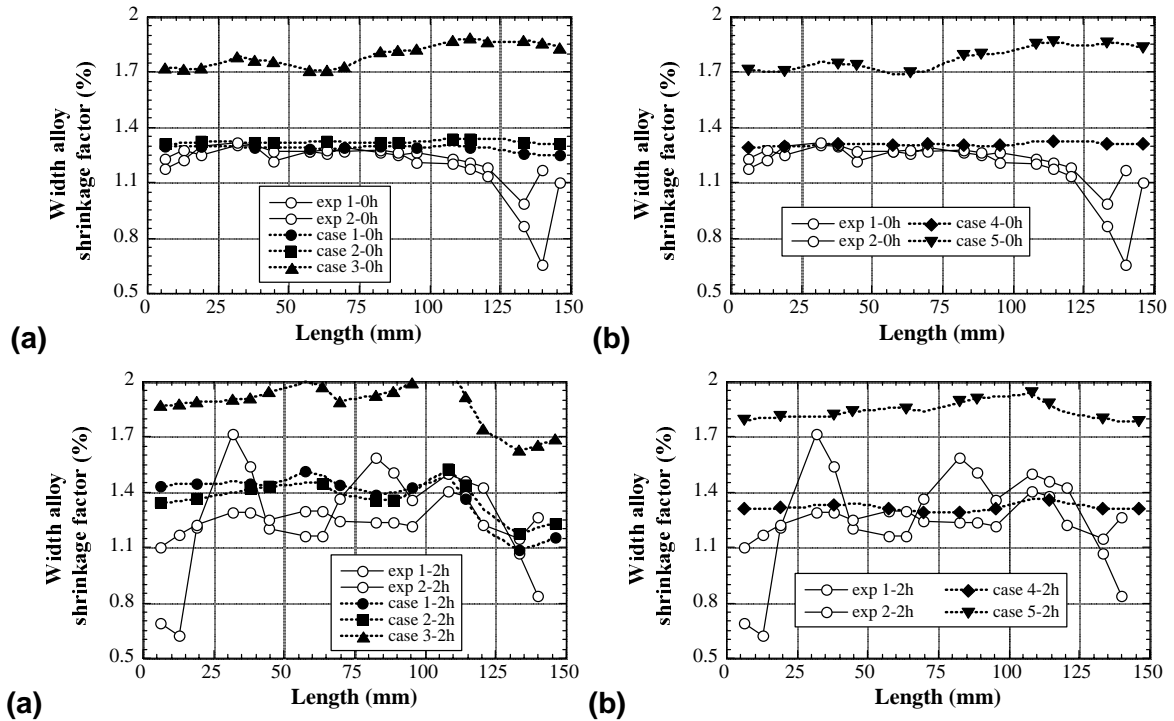 Width alloy
shrinkage factor (%)
2
1.7
1.4
1.1
0.8
0.5
exp 1-0h
exp 2-0h
case 1-0h
case 2-0h
case 3-0h
0 25 50 75 100 125 150
Length (mm)
(a)
Width alloy
shrinkage factor (%)
2
1.7
1.4
1.1
0.8
0.5
exp 1-0h case 4-0h
exp 2-0h case 5-0h
0 25 50 75 100 125 150
Length (mm)
(b)
Width alloy
shrinkage factor (%)
2
1.7
1.4
1.1
0.8
0.5
exp 1-2h
exp 2-2h
case 1-2h
case 2-2h
case 3-2h
0 25 50 75 100 125 150
Length (mm)
(a)
Width alloy
shrinkage factor (%)
2
1.7
1.4
1.1
0.8
0.5
exp 1-2h case 4-2h
exp 2-2h case 5-2h
0 25 50 75 100 125 150
Length (mm)
(b)